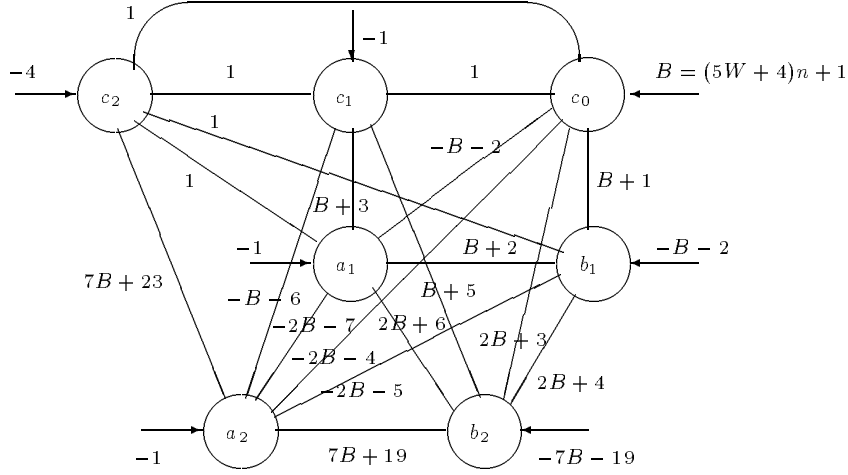 1
−1
−4
1
1
B = (5W + 4)n + 1
c2
c1
c0
1
−B − 2
1
B + 3
B + 1
−1
B + 2
−B − 2
a1
b1
7B + 23
−B − 6
B + 5
−2B − 7
2B + 6
2B + 3
−2B − 4
−2B − 5
2B + 4
a2
b2
−1
7B + 19
−7B − 19